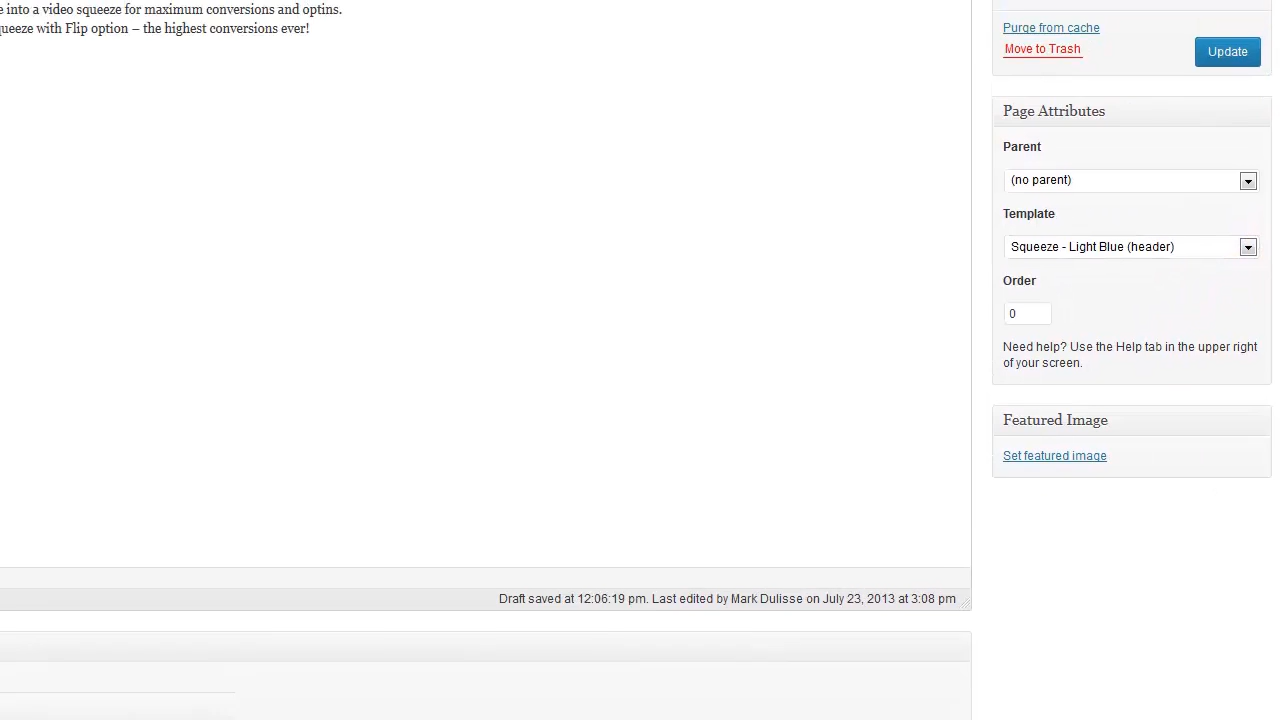 e into a video squeeze for maximum conversions and optins.
queeze with Flip option – the highest conversions ever!
Purge from cache
Move to Trash
Update
Page Attributes
Parent
(no parent)
Template
Squeeze - Light Blue (header)
Order
0
Need help? Use the Help tab in the upper right
of your screen.
Featured Image
Set featured image
Draft saved at 12:06:19 pm. Last edited by Mark Dulisse on July 23, 2013 at 3:08 pm